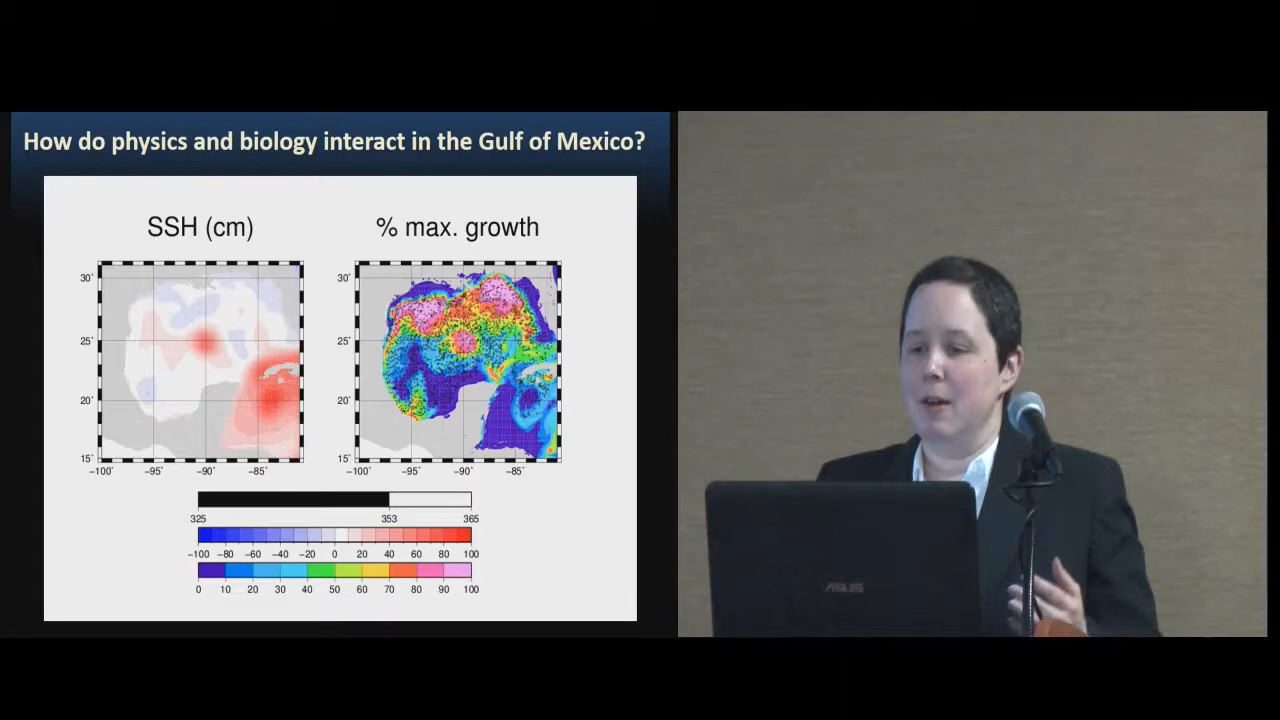 How do physics and biology interact in the Gulf of Mexico?
SSH (cm)
% max. growth
30°
25°
20°
15°
−100° −95° −90° −85°
30°
25°
20°
15°
−100° −95° −90° −85°
325 353 365
−100 −80 −60 −40 −20 0 20 40 60 80 100
0 10 20 30 40 50 60 70 80 90 100
ASUS